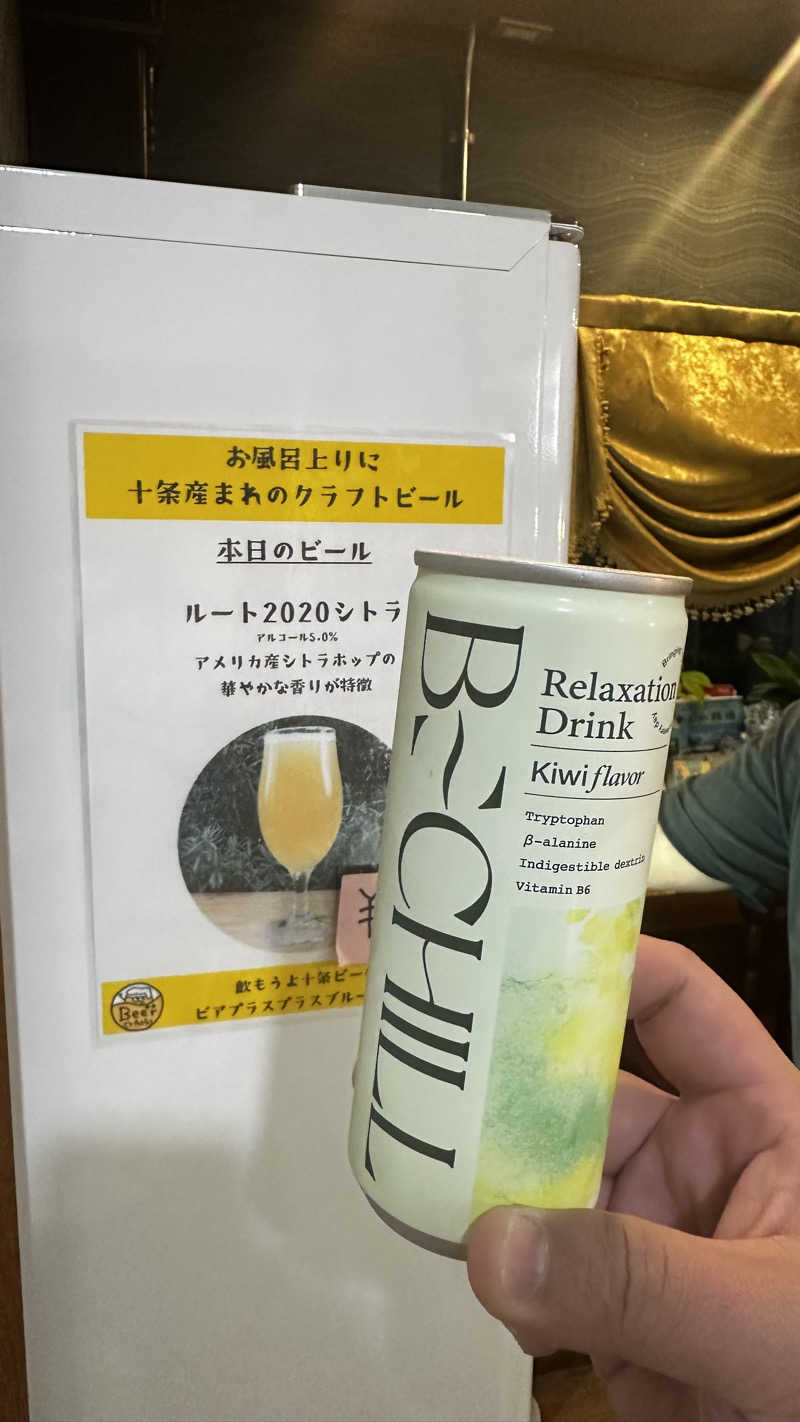 お風呂上りに
十条産まれのクラフトビール
本日のビール
ルート2020シトラ
アルコール5.0%
アメリカ産シトラホップの
華やかな香りが特徴
¥
飲もうよ十条ビー
ビアプラスプラスブルー
Beer
B-CHILL
Relaxation
Drink
Kiwi flavor
Tryptophan
β-alanine
Indigestible dextrin
Vitamin B6